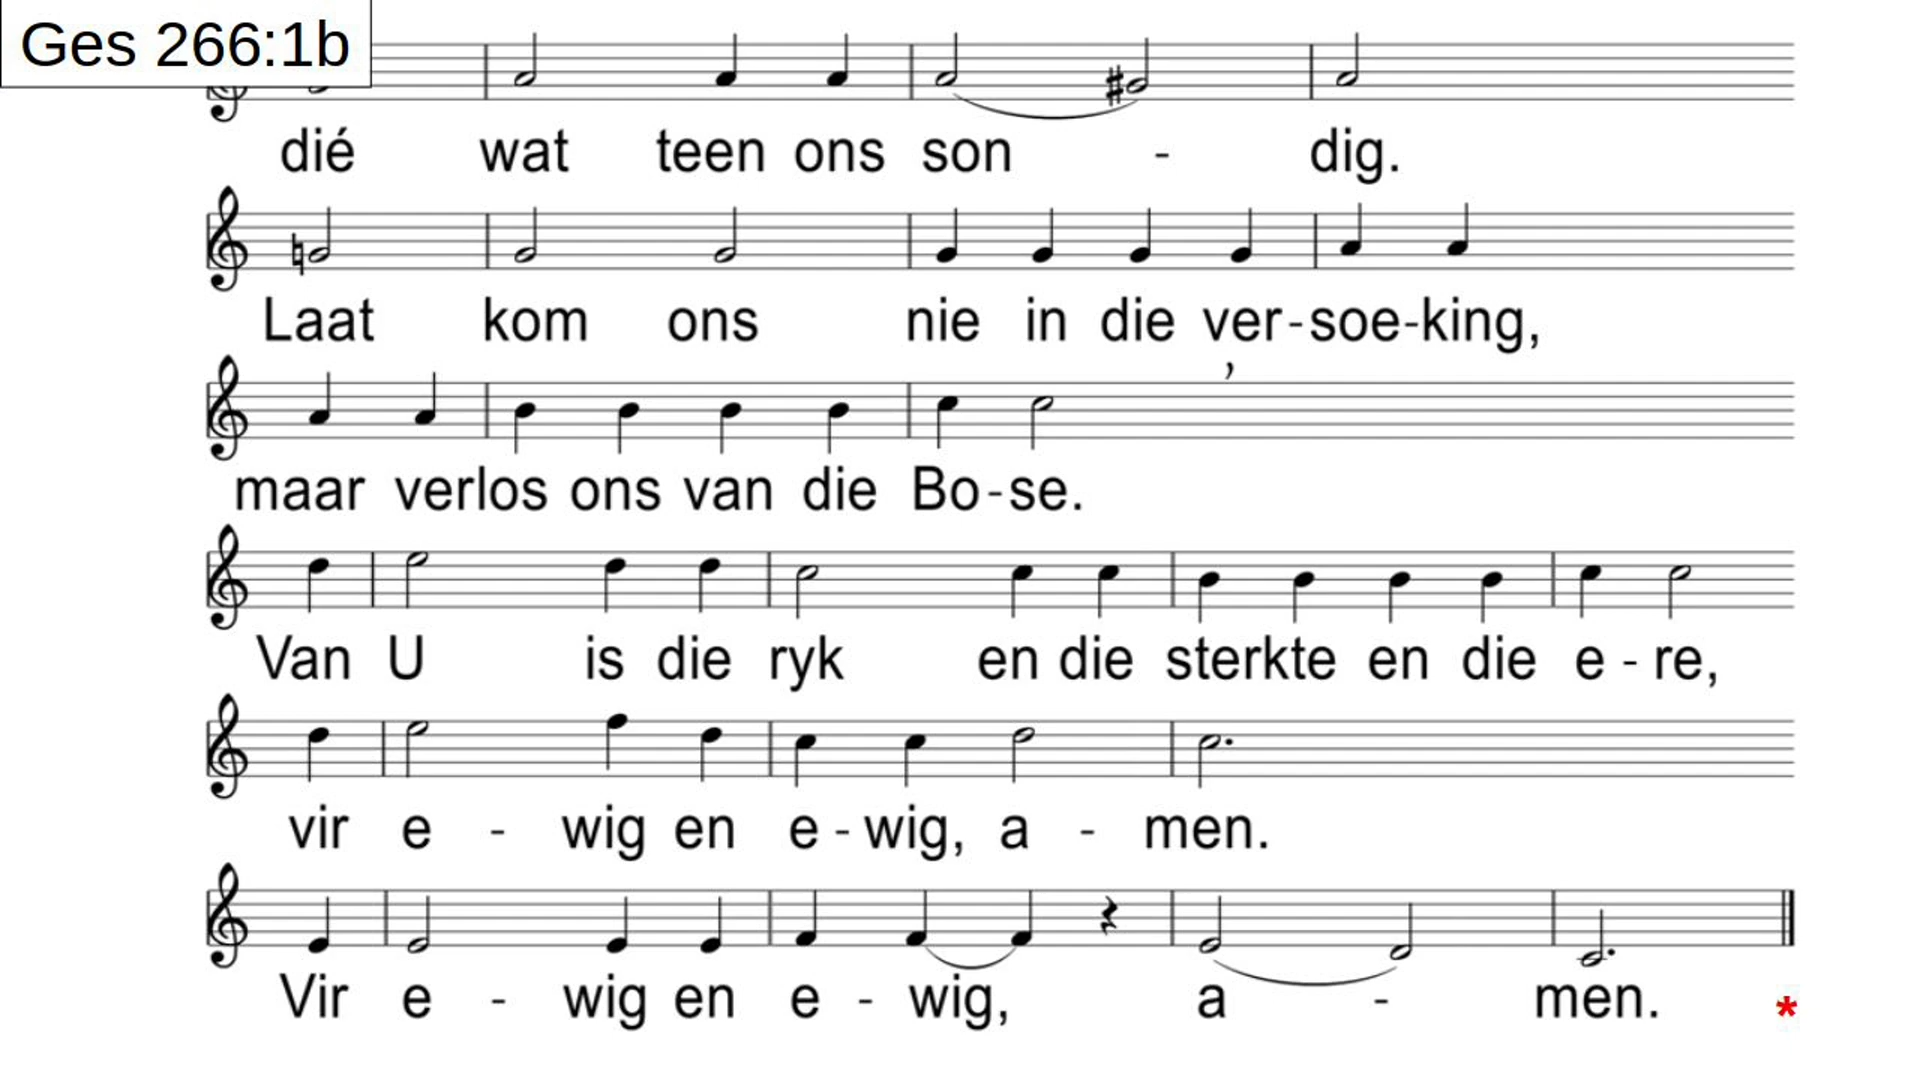 Ges 266:1b
dié wat teen ons son - dig.
Laat kom ons nie in die ver-soe-king,
maar verlos ons van die Bo-se.
Van U is die ryk en die sterkte en die e - re,
vir e - wig en e - wig, a - men.
Vir e - wig en e - wig, a - men. *